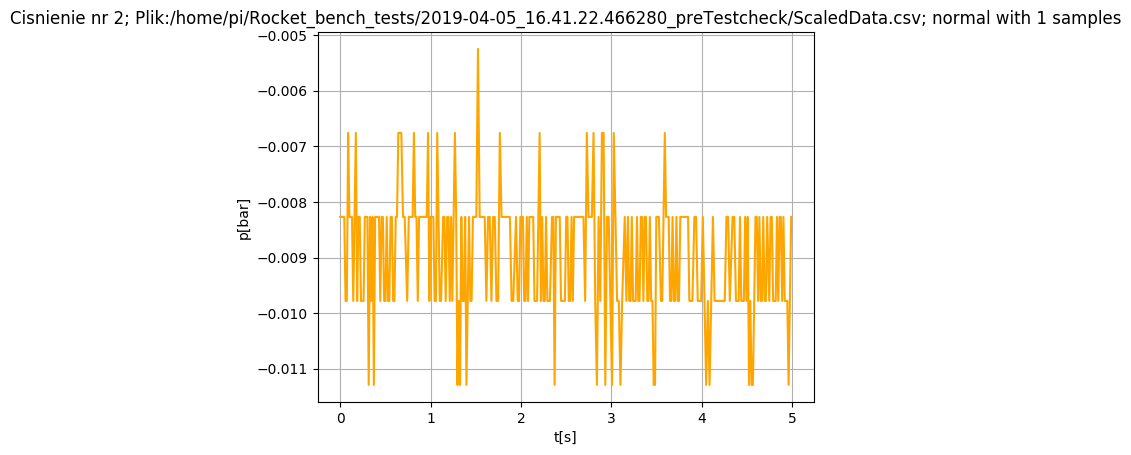 Cisnienie nr 2; Plik:/home/pi/Rocket_bench_tests/2019-04-05_16.41.22.466280_preTestcheck/ScaledData.csv; normal with 1 samples
−0.005
−0.006
−0.007
−0.008
−0.009
−0.010
−0.011
p[bar]
0 1 2 3 4 5
t[s]